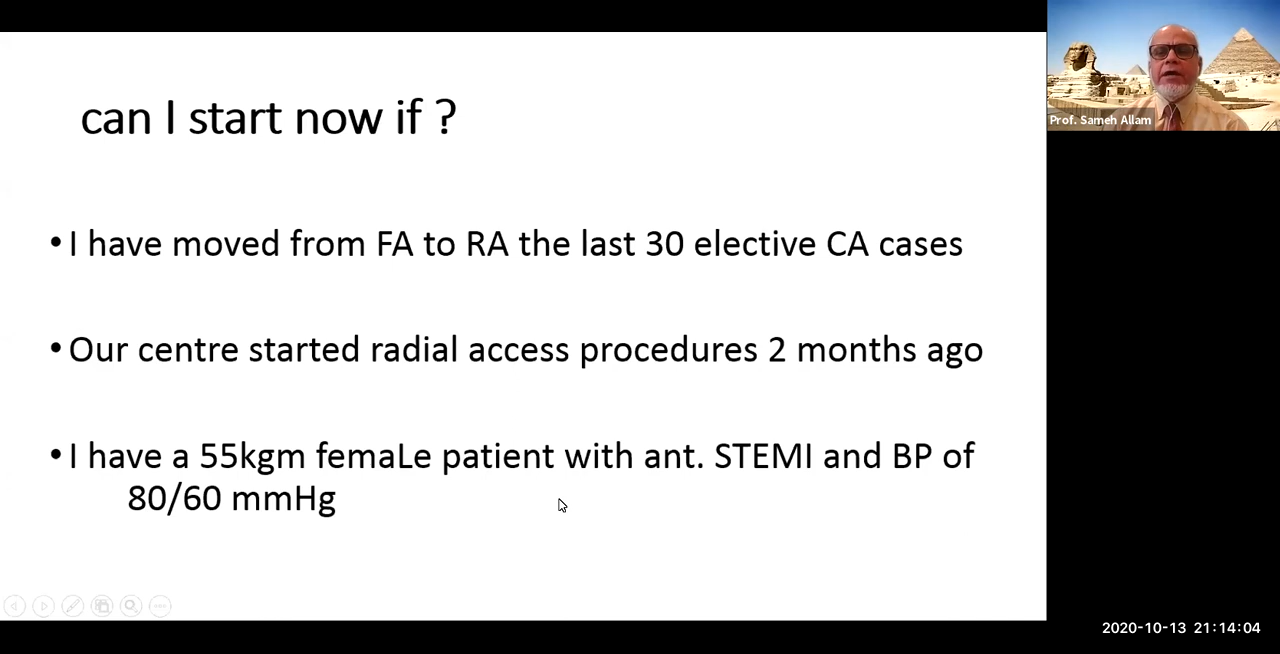 can I start now if ?
• I have moved from FA to RA the last 30 elective CA cases
• Our centre started radial access procedures 2 months ago
• I have a 55kgm femaLe patient with ant. STEMI and BP of
80/60 mmHg
Prof. Sameh Allam
2020-10-13 21:14:04